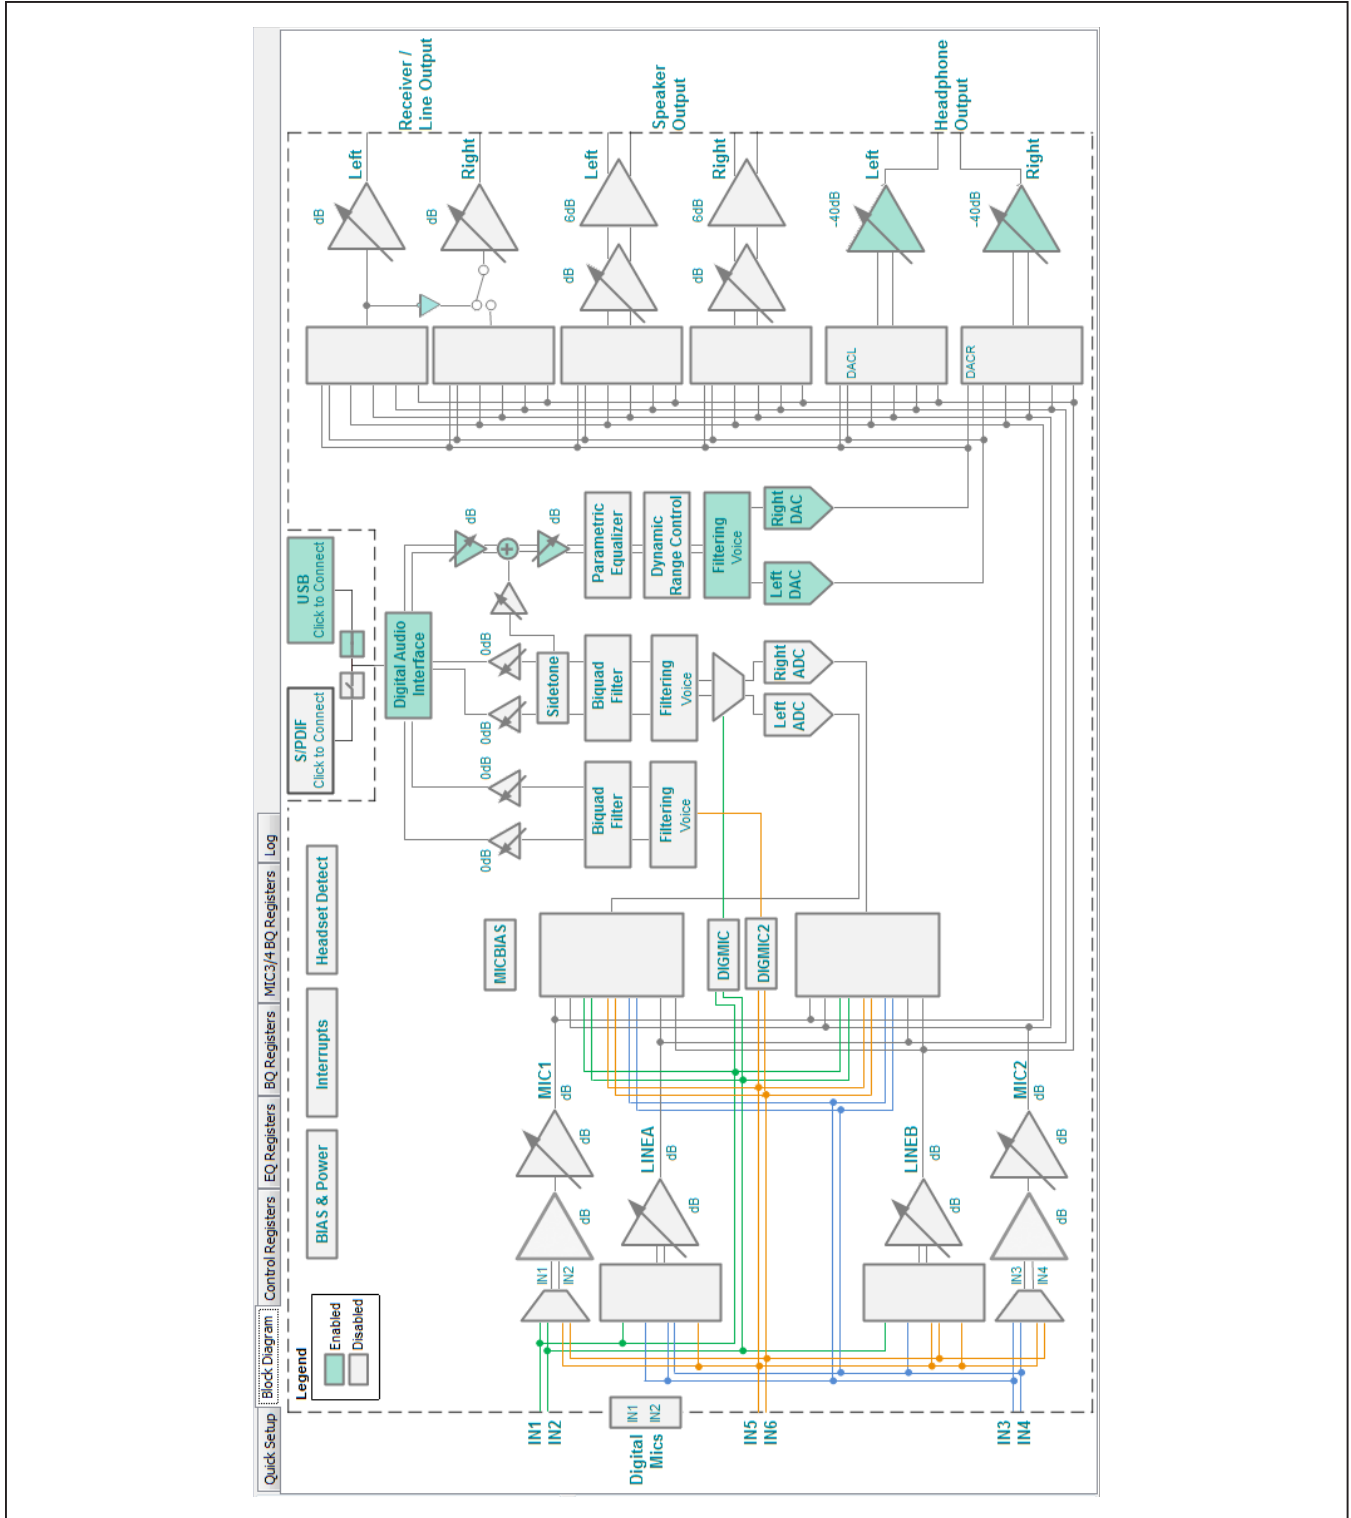 Quick Setup
Block Diagram
Control Registers
EQ Registers
BQ Registers
MIC3/4 BQ Registers
Log
Legend
Enabled
Disabled
BIAS & Power
Interrupts
Headset Detect
S/PDIF
Click to Connect
USB
Click to Connect
Digital Audio
Interface
Receiver /
Line Output
Left
dB
Right
dB
Speaker
Output
Left
6dB
dB
Right
6dB
dB
Headphone
Output
Left
-40dB
Right
-40dB
DACL
DACR
dB
dB
Parametric
Equalizer
Dynamic
Range Control
Filtering
Voice
Right
DAC
Left
DAC
0dB
0dB
Sidetone
Biquad
Filter
Filtering
Voice
Right
ADC
Left
ADC
0dB
0dB
Biquad
Filter
Filtering
Voice
MICBIAS
DIGMIC
DIGMIC2
MIC1
dB
dB
dB
IN1
IN2
LINEA
dB
dB
LINEB
dB
dB
MIC2
dB
dB
dB
IN3
IN4
IN1
IN2
Digital
Mics
IN1
IN2
IN5
IN6
IN3
IN4